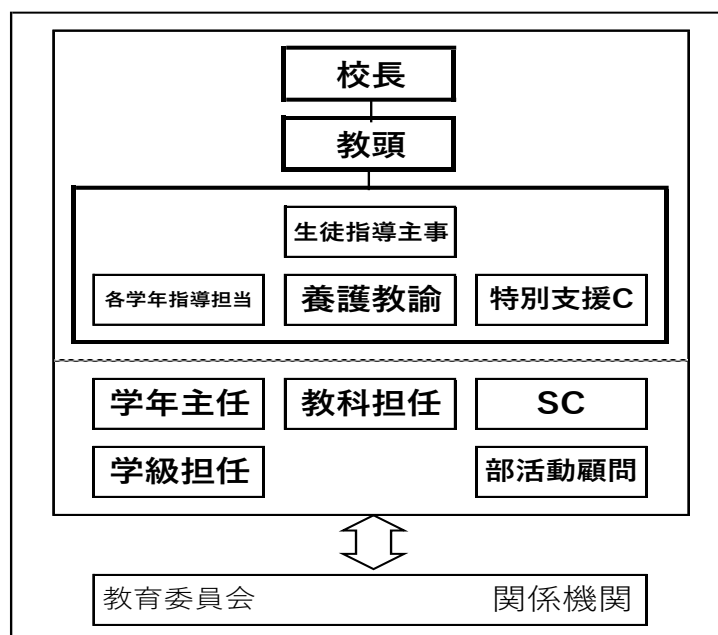 校長
教頭
生徒指導主事
各学年指導担当 養護教諭 特別支援C
学年主任 教科担任 SC
学級担任 部活動顧問
教育委員会 関係機関